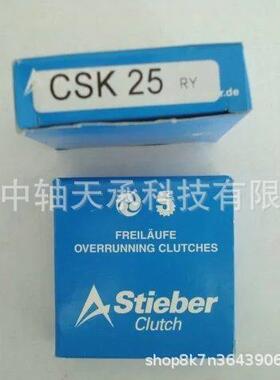 CSK 25 RY
.de
中轴天承科技有限
FREILÄUFE
OVERRUNNING CLUTCHES
Stieber
Clutch
shop8k7n3643906